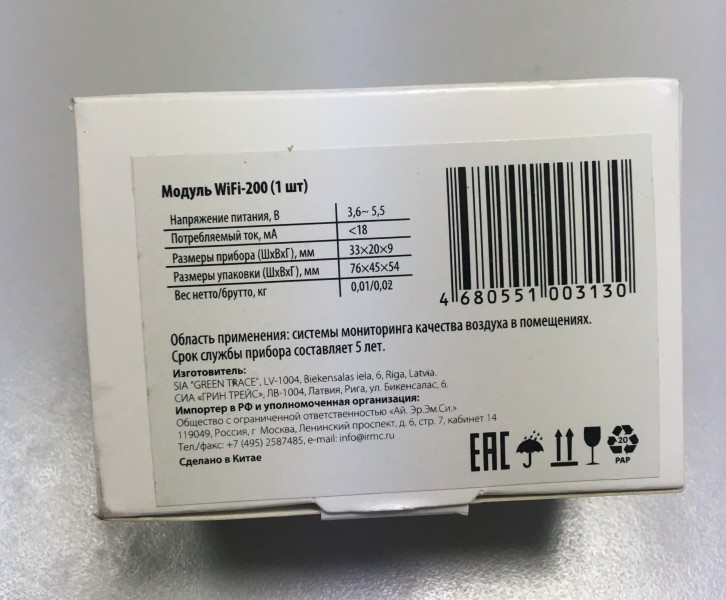 Модуль WiFi-200 (1 шт)
Напряжение питания, В 3,6~ 5,5
Потребляемый ток, мА <18
Размеры прибора (ШхВхГ), мм 33×20×9
Размеры упаковки (ШхВхГ), мм 76×45×54
Вес нетто/брутто, кг 0,01/0,02
4 680551 003130
Область применения: системы мониторинга качества воздуха в помещениях.
Срок службы прибора составляет 5 лет.
Изготовитель:
SIA "GREEN TRACE", LV-1004, Biekensalas iela, 6, Riga, Latvia.
СИА «ГРИН ТРЕЙС», ЛВ-1004, Латвия, Рига, ул. Бикенсалас, 6.
Импортер в РФ и уполномоченная организация:
Общество с ограниченной ответственностью «Ай. Эр.Эм.Си.»
119049, Россия, г Москва, Ленинский проспект, д. 6, стр. 7, кабинет 14
Тел./факс: +7 (495) 2587485, e-mail: info@irmc.ru
Сделано в Китае
EAC
20
PAP